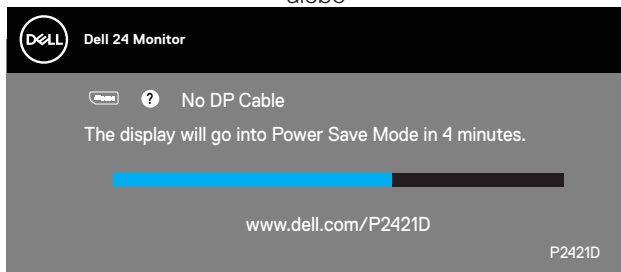 alebo
DELL Dell 24 Monitor
? No DP Cable
The display will go into Power Save Mode in 4 minutes.
www.dell.com/P2421D
P2421D